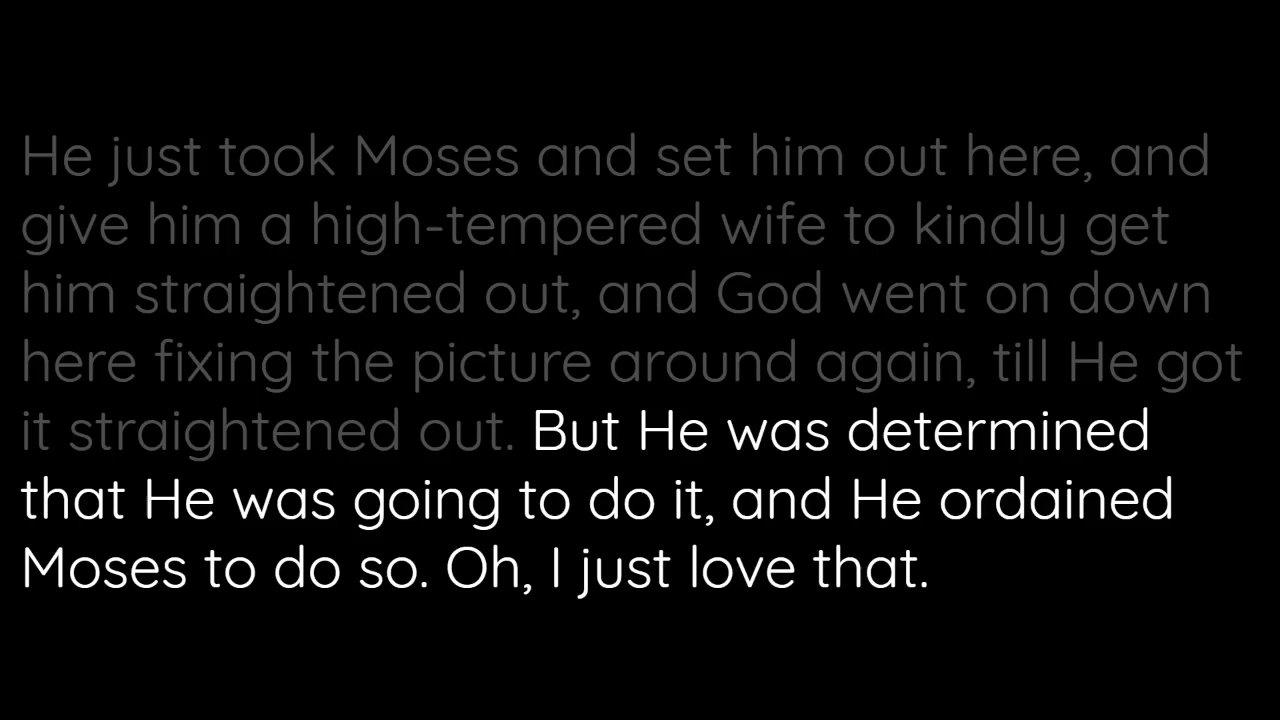 He just took Moses and set him out here, and
give him a high-tempered wife to kindly get
him straightened out, and God went on down
here fixing the picture around again, till He got
it straightened out. But He was determined
that He was going to do it, and He ordained
Moses to do so. Oh, I just love that.